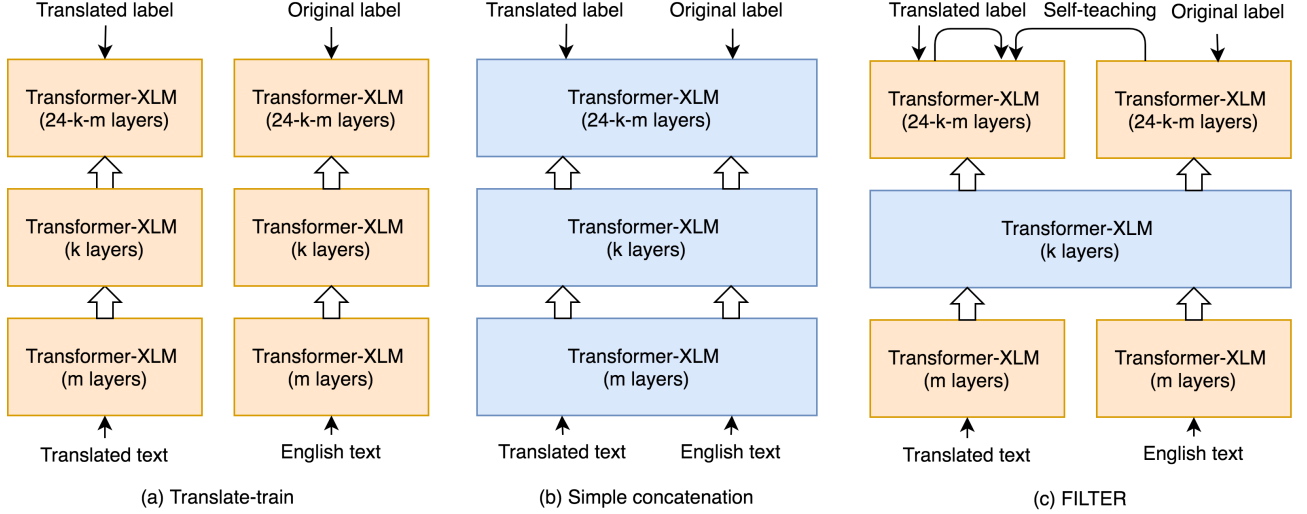 Translated label
Original label
Transformer-XLM
(24-k-m layers)
Transformer-XLM
(24-k-m layers)
Transformer-XLM
(k layers)
Transformer-XLM
(k layers)
Transformer-XLM
(m layers)
Transformer-XLM
(m layers)
Translated text
English text
(a) Translate-train
Translated label
Original label
Transformer-XLM
(24-k-m layers)
Transformer-XLM
(k layers)
Transformer-XLM
(m layers)
Translated text
English text
(b) Simple concatenation
Translated label
Self-teaching
Original label
Transformer-XLM
(24-k-m layers)
Transformer-XLM
(24-k-m layers)
Transformer-XLM
(k layers)
Transformer-XLM
(m layers)
Transformer-XLM
(m layers)
Translated text
English text
(c) FILTER